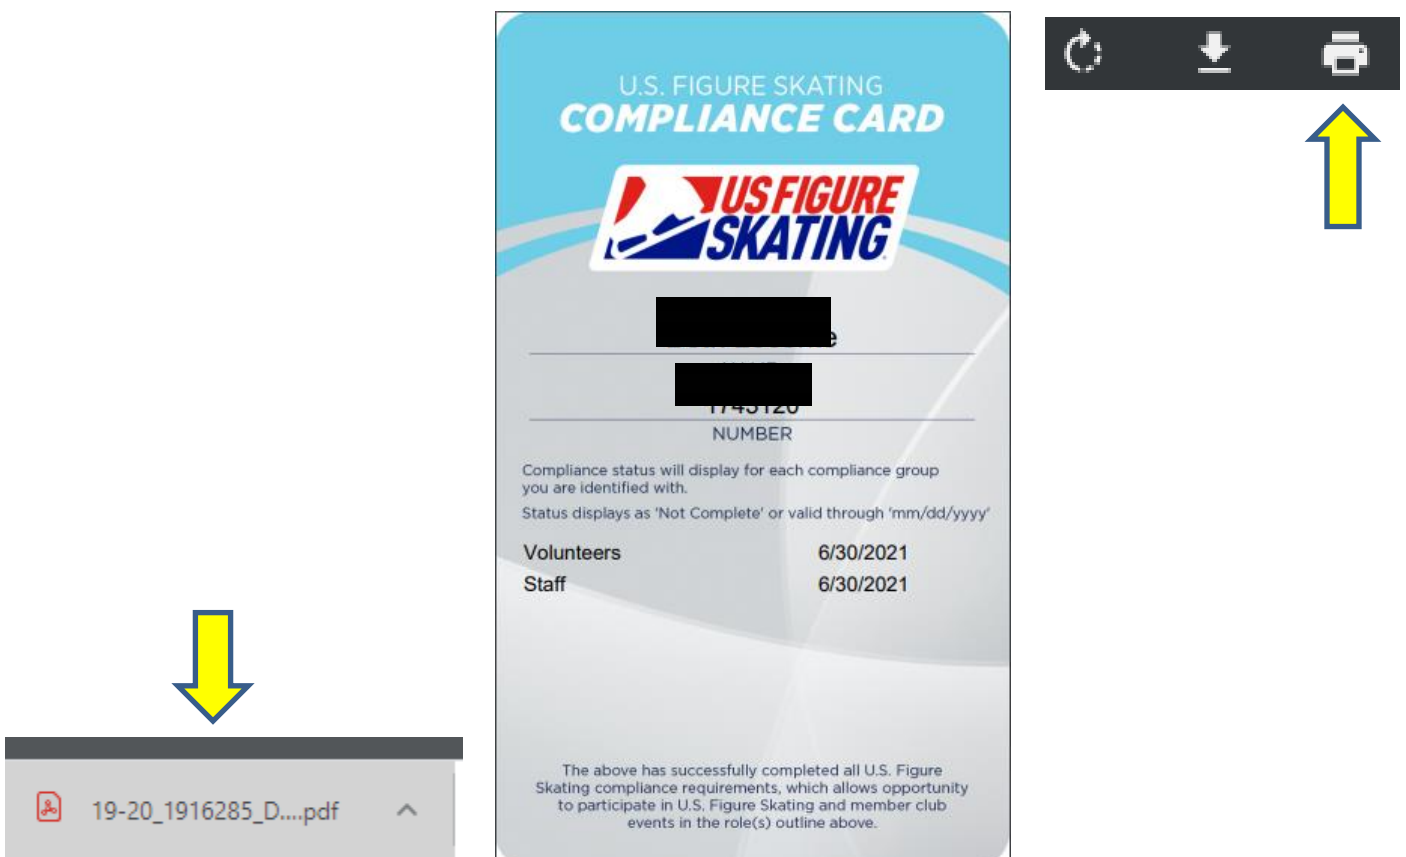 U.S. FIGURE SKATING
COMPLIANCE CARD
US FIGURE
SKATING
NUMBER
Compliance status will display for each compliance group
you are identified with.
Status displays as 'Not Complete' or valid through 'mm/dd/yyyy'
Volunteers 6/30/2021
Staff 6/30/2021
The above has successfully completed all U.S. Figure
Skating compliance requirements, which allows opportunity
to participate in U.S. Figure Skating and member club
events in the role(s) outline above.
19-20_1916285_D....pdf